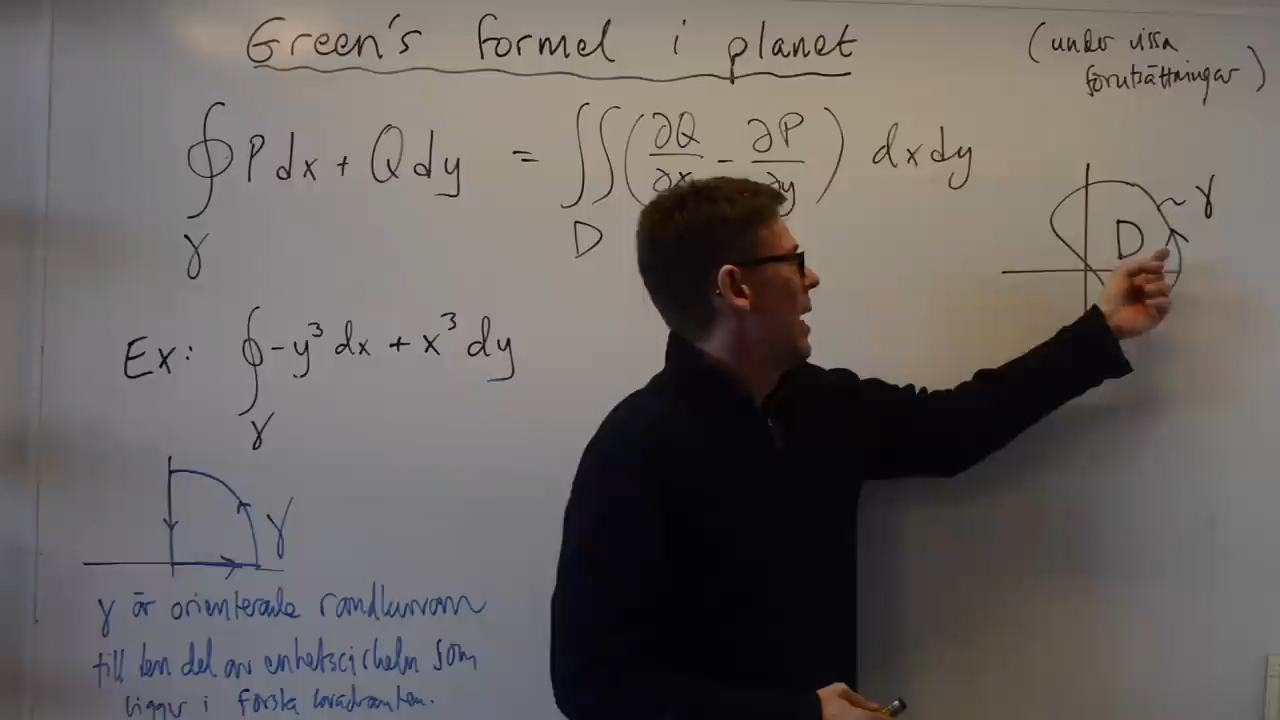 Green's formel i planet
(under vissa
förutsättningar)
∮ P dx + Q dy = ∬ (∂Q/∂x - ∂P/∂y) dx dy
γ D
D ~ γ
Ex: ∮ -y³ dx + x³ dy
γ
γ
γ är orienterade randkurvan
till den del av enhetscirkeln som
ligger i första kvadranten.